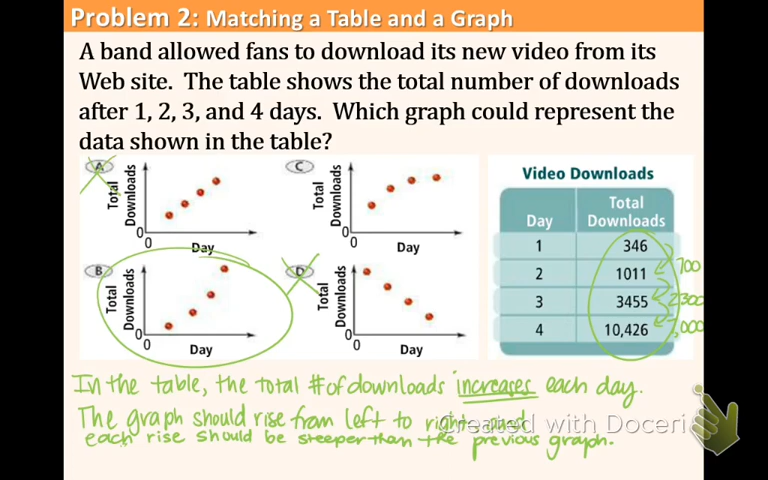 Problem 2: Matching a Table and a Graph
A band allowed fans to download its new video from its
Web site. The table shows the total number of downloads
after 1, 2, 3, and 4 days. Which graph could represent the
data shown in the table?
A
Total
Downloads
0
0
Day
C
Total
Downloads
0
0
Day
B
Total
Downloads
0
0
Day
D
Total
Downloads
0
0
Day
Video Downloads
Day Total Downloads
1 346
2 1011
3 3455
4 10,426
700
2300
7,000
In the table, the total # of downloads increases each day.
The graph should rise from left to right and
each rise should be steeper than the previous graph.
Created with Doceri